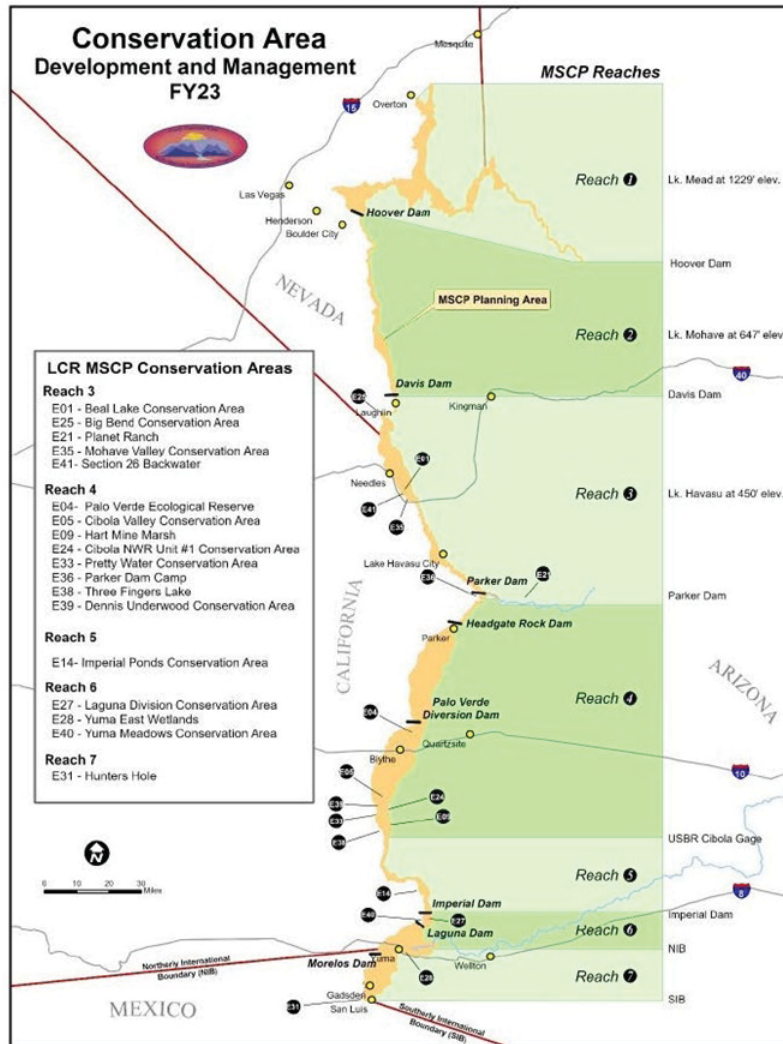 Conservation Area
Development and Management
FY23
MSCP Reaches
Mesquite
15
Overton
Reach 1
Lk. Mead at 1229' elev.
Las Vegas
Henderson
Boulder City
Hoover Dam
Hoover Dam
NEVADA
MSCP Planning Area
Reach 2
Lk. Mohave at 647' elev
40
Davis Dam
Davis Dam
E25
Laughlin
Kingman
LCR MSCP Conservation Areas
Reach 3
E01 - Beal Lake Conservation Area
E25 - Big Bend Conservation Area
E21 - Planet Ranch
E35 - Mohave Valley Conservation Area
E41- Section 26 Backwater
Reach 4
E04- Palo Verde Ecological Reserve
E05 - Cibola Valley Conservation Area
E09 - Hart Mine Marsh
E24 - Cibola NWR Unit #1 Conservation Area
E33 - Pretty Water Conservation Area
E36 - Parker Dam Camp
E38 - Three Fingers Lake
E39 - Dennis Underwood Conservation Area
Reach 5
E14- Imperial Ponds Conservation Area
Reach 6
E27 - Laguna Division Conservation Area
E28 - Yuma East Wetlands
E40 - Yuma Meadows Conservation Area
Reach 7
E31 - Hunters Hole
E01
Needles
E41
E35
Reach 3
Lk. Havasu at 450' elev.
Lake Havasu City
E36
Parker Dam
E21
Parker Dam
CALIFORNIA
Parker
Headgate Rock Dam
ARIZONA
Reach 4
E04
Palo Verde
Diversion Dam
Quartzsite
Blythe
10
E05
E24
E39
E33
E09
E38
USBR Cibola Gage
N
0 10 20 30
Miles
Reach 5
E14
8
Imperial Dam
Imperial Dam
E40
E27
Laguna Dam
Reach 6
NIB
Northerly International
Boundary (NIB)
Morelos Dam
Yuma
E28
Wellton
Reach 7
Gadsden
MEXICO
E31
San Luis
SIB
Southerly International
Boundary (SIB)